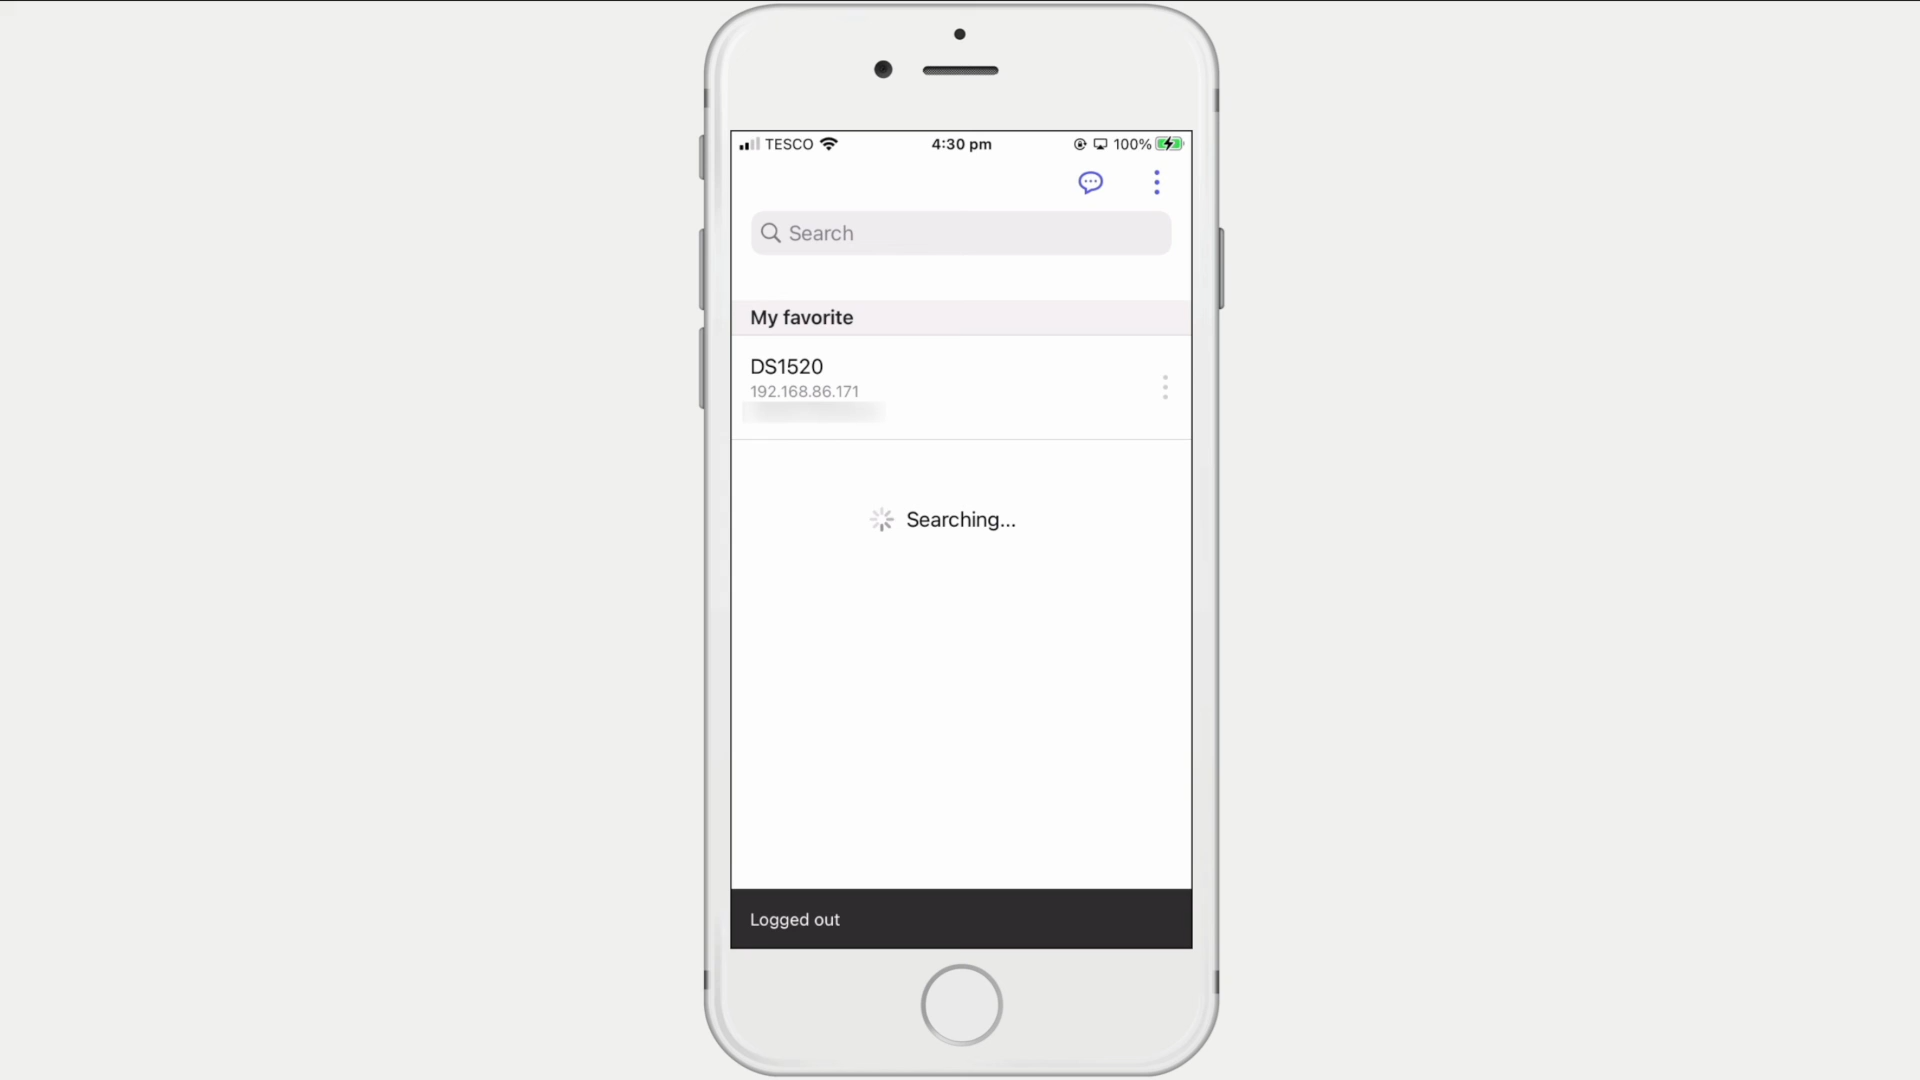 TESCO 4:30 pm 100%
Search
My favorite
DS1520
192.168.86.171
Searching...
Logged out